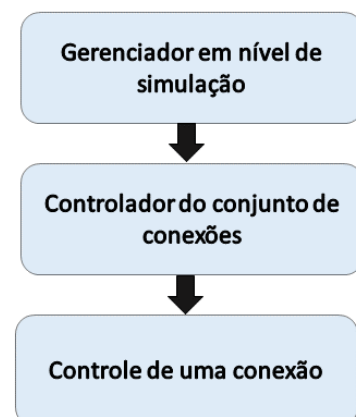 Gerenciador em nível de
simulação
Controlador do conjunto de
conexões
Controle de uma conexão